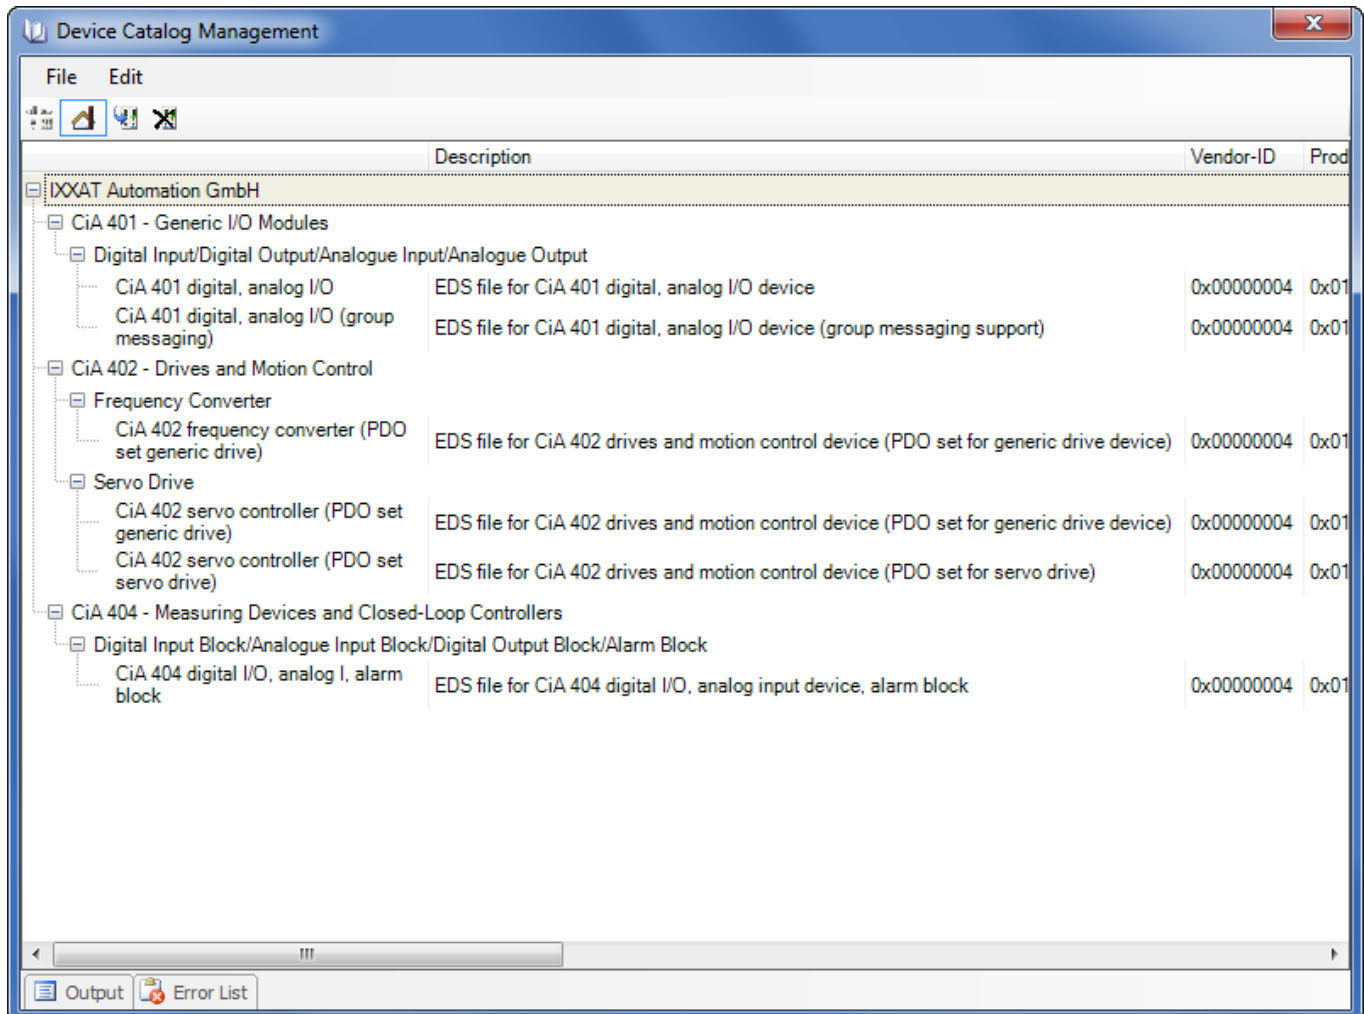 Device Catalog Management
File Edit
Description Vendor-ID Prod
IXXAT Automation GmbH
CiA 401 - Generic I/O Modules
Digital Input/Digital Output/Analogue Input/Analogue Output
CiA 401 digital, analog I/O EDS file for CiA 401 digital, analog I/O device 0x00000004 0x01
CiA 401 digital, analog I/O (group
messaging) EDS file for CiA 401 digital, analog I/O device (group messaging support) 0x00000004 0x01
CiA 402 - Drives and Motion Control
Frequency Converter
CiA 402 frequency converter (PDO
set generic drive) EDS file for CiA 402 drives and motion control device (PDO set for generic drive device) 0x00000004 0x01
Servo Drive
CiA 402 servo controller (PDO set
generic drive) EDS file for CiA 402 drives and motion control device (PDO set for generic drive device) 0x00000004 0x01
CiA 402 servo controller (PDO set
servo drive) EDS file for CiA 402 drives and motion control device (PDO set for servo drive) 0x00000004 0x01
CiA 404 - Measuring Devices and Closed-Loop Controllers
Digital Input Block/Analogue Input Block/Digital Output Block/Alarm Block
CiA 404 digital I/O, analog I, alarm
block EDS file for CiA 404 digital I/O, analog input device, alarm block 0x00000004 0x01
Output Error List